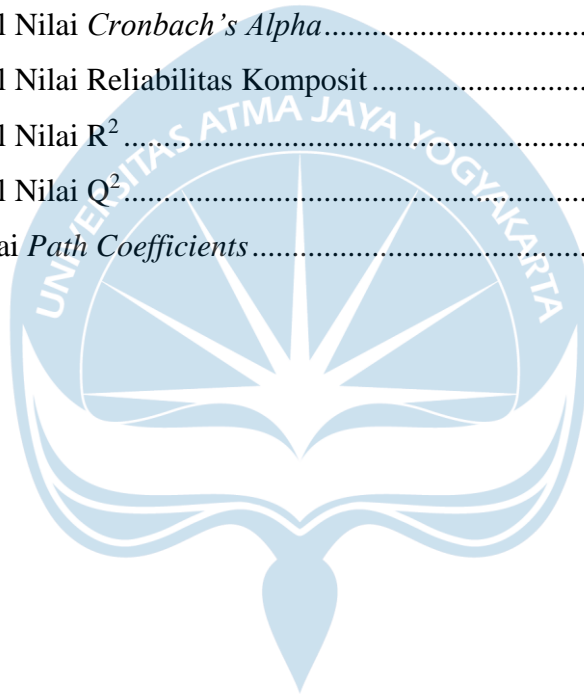 l Nilai Cronbach's Alpha..............................................
l Nilai Reliabilitas Komposit.....................................
l Nilai R²...............................................................................
l Nilai Q²...............................................................................
ai Path Coefficients.......................................................
UNIVERSITAS ATMA JAYA YOGYAKARTA